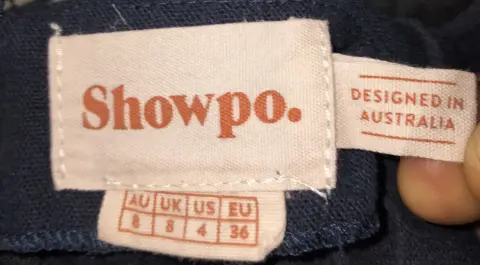 Showpo.
DESIGNED IN
AUSTRALIA
AU UK US EU
8 8 4 36